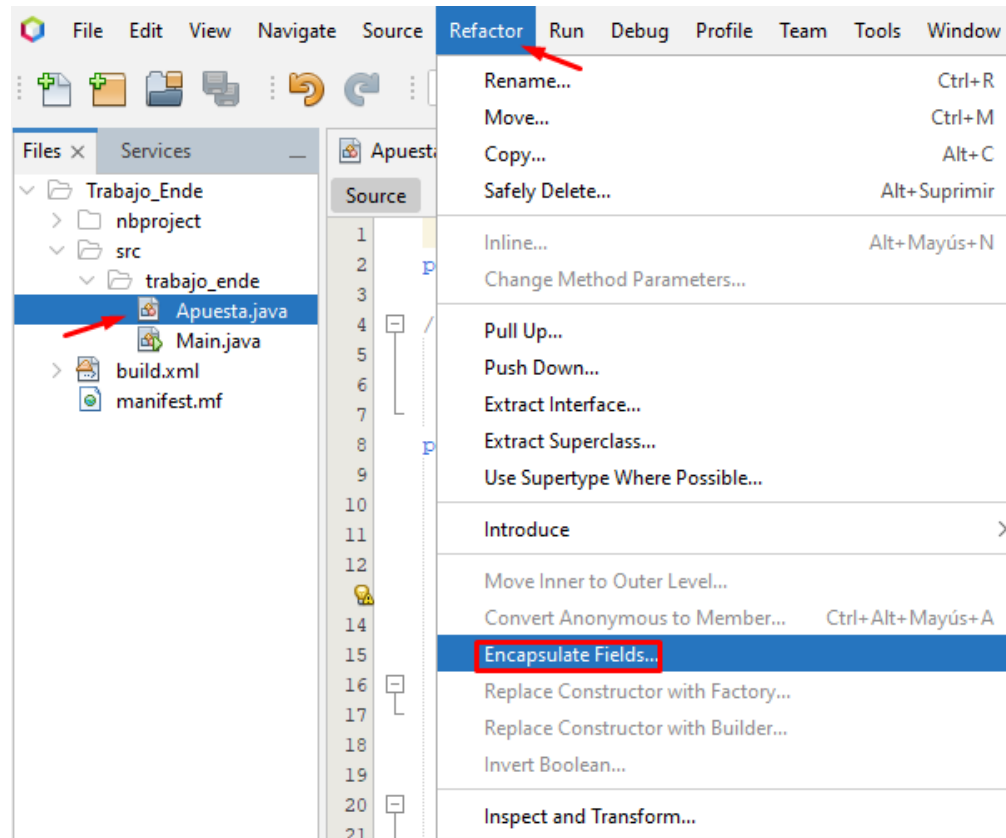 File Edit View Navigate Source Refactor Run Debug Profile Team Tools Window
Files Services
Trabajo_Ende
nbproject
src
trabajo_ende
Apuesta.java
Main.java
build.xml
manifest.mf
Apuesta
Source
1
2 p
3
4 /
5
6
7
8 p
9
10
11
12
14
15
16
17
18
19
20
21
Rename... Ctrl+R
Move... Ctrl+M
Copy... Alt+C
Safely Delete... Alt+Suprimir
Inline... Alt+Mayús+N
Change Method Parameters...
Pull Up...
Push Down...
Extract Interface...
Extract Superclass...
Use Supertype Where Possible...
Introduce
Move Inner to Outer Level...
Convert Anonymous to Member... Ctrl+Alt+Mayús+A
Encapsulate Fields...
Replace Constructor with Factory...
Replace Constructor with Builder...
Invert Boolean...
Inspect and Transform...